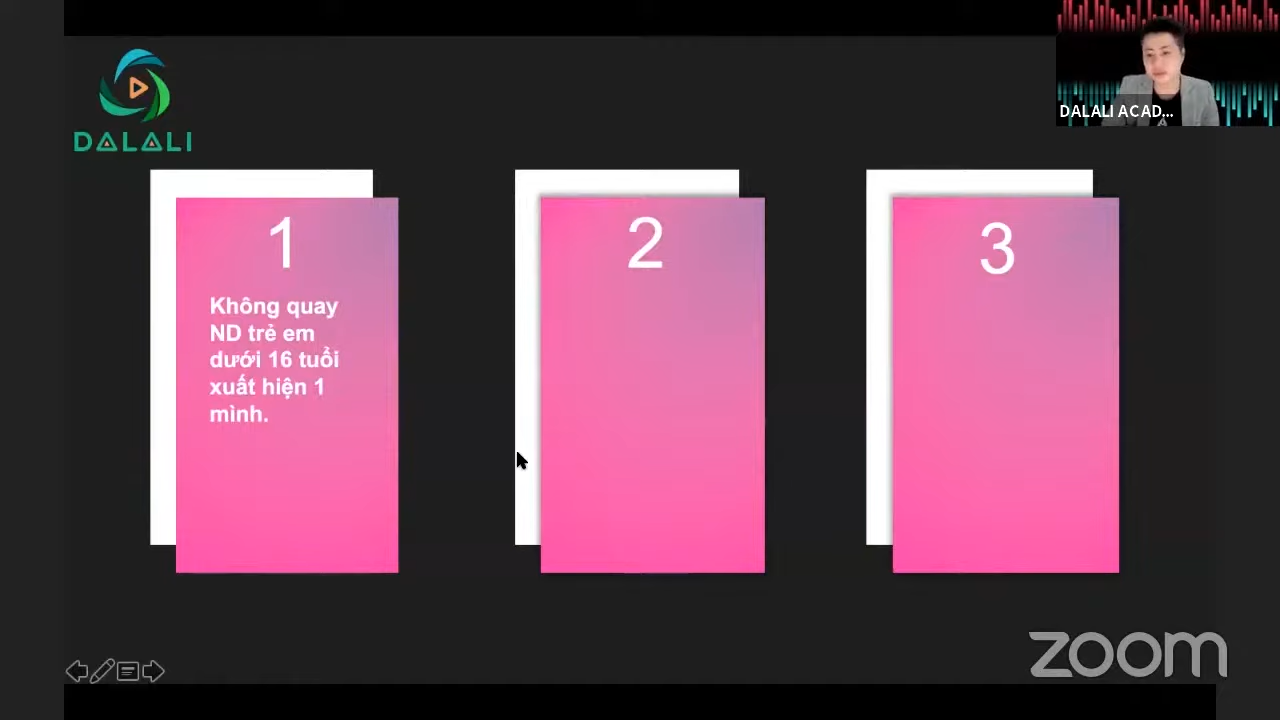 DALALI
DALALI ACAD...
1
Không quay
ND trẻ em
dưới 16 tuổi
xuất hiện 1
mình.
2
3
zoom